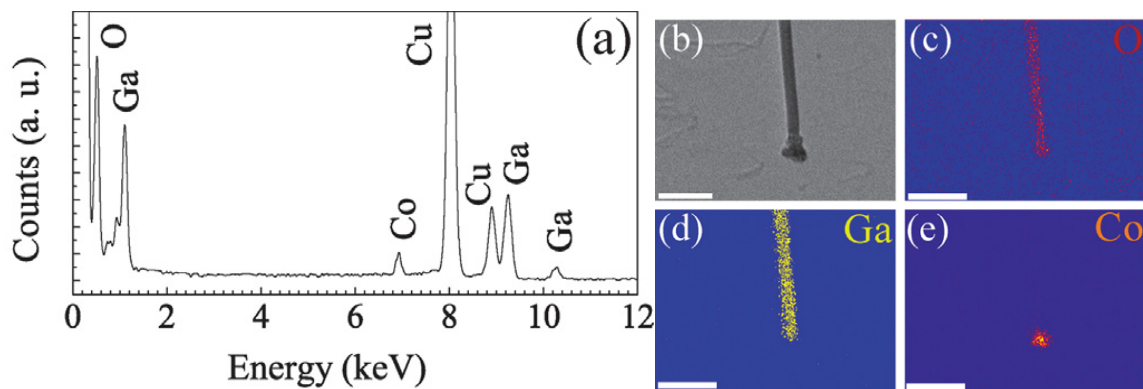 (a)
O
Ga
Cu
Co
Cu
Ga
Ga
Counts (a. u.)
0 2 4 6 8 10 12
Energy (keV)
(b)
(c) O
(d) Ga
(e) Co